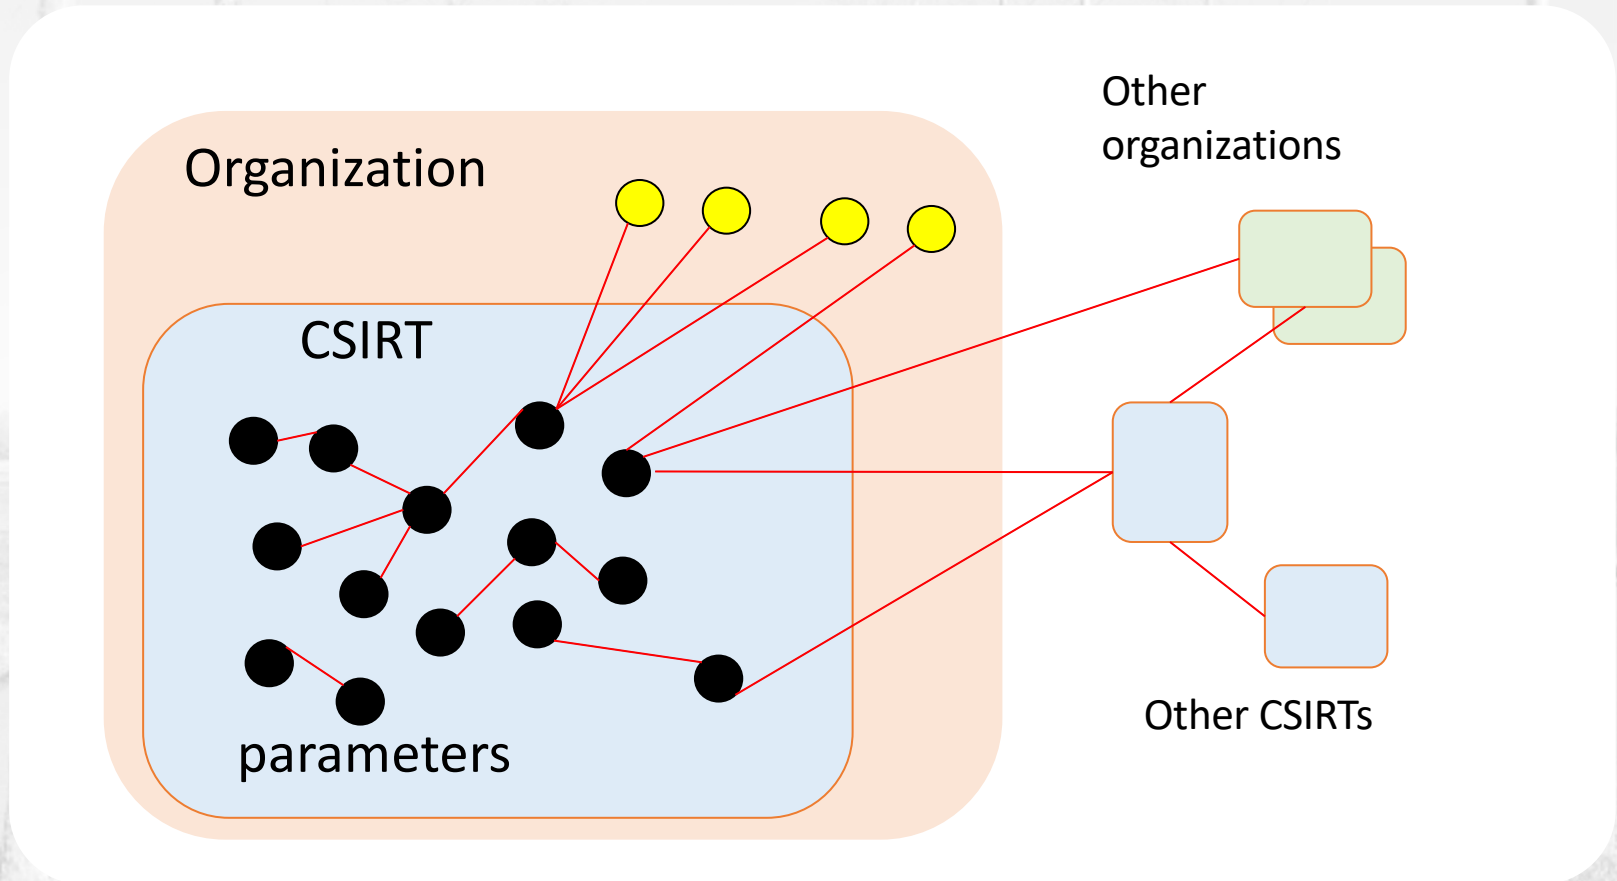 Other
organizations
Organization
CSIRT
parameters
Other CSIRTs